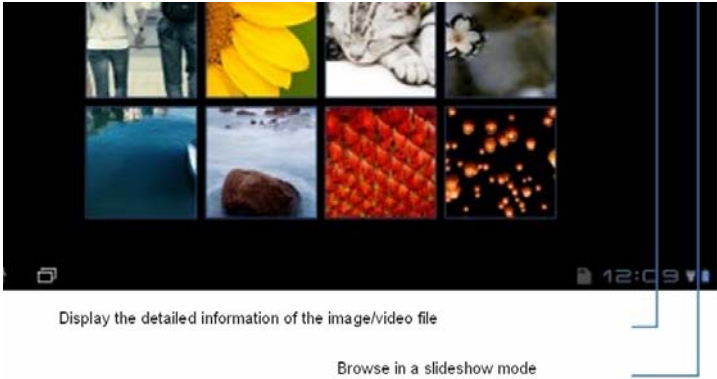 12:09
Display the detailed information of the image/video file
Browse in a slideshow mode